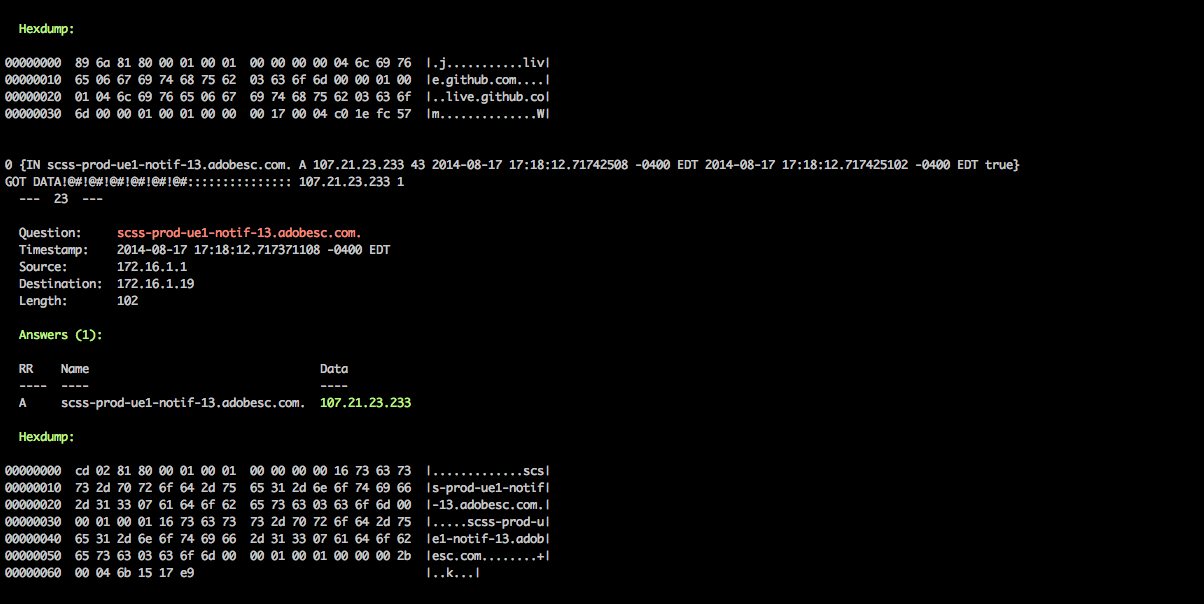 Hexdump:
00000000  89 6a 81 80 00 01 00 01  00 00 00 00 04 6c 69 76  |.j...........liv|
00000010  65 06 67 69 74 68 75 62  03 63 6f 6d 00 00 01 00  |e.github.com....|
00000020  01 04 6c 69 76 65 06 67  69 74 68 75 62 03 63 6f  |..live.github.co|
00000030  6d 00 00 01 00 01 00 00  00 17 00 04 c0 1e fc 57  |m..............W|
0 {IN scss-prod-ue1-notif-13.adobesc.com. A 107.21.23.233 43 2014-08-17 17:18:12.71742508 -0400 EDT 2014-08-17 17:18:12.717425102 -0400 EDT true}
GOT DATA!@#!@#!@#!@#!@#!@#::::::::::::::: 107.21.23.233 1
---  23  ---
Question:     scss-prod-ue1-notif-13.adobesc.com.
Timestamp:    2014-08-17 17:18:12.717371108 -0400 EDT
Source:       172.16.1.1
Destination:  172.16.1.19
Length:       102
Answers (1):
RR    Name                                 Data
----  ----                                 ----
A     scss-prod-ue1-notif-13.adobesc.com.  107.21.23.233
Hexdump:
00000000  cd 02 81 80 00 01 00 01  00 00 00 00 16 73 63 73  |.............scs|
00000010  73 2d 70 72 6f 64 2d 75  65 31 2d 6e 6f 74 69 66  |s-prod-ue1-notif|
00000020  2d 31 33 07 61 64 6f 62  65 73 63 03 63 6f 6d 00  |-13.adobesc.com.|
00000030  00 01 00 01 16 73 63 73  73 2d 70 72 6f 64 2d 75  |.....scss-prod-u|
00000040  65 31 2d 6e 6f 74 69 66  2d 31 33 07 61 64 6f 62  |e1-notif-13.adob|
00000050  65 73 63 03 63 6f 6d 00  00 01 00 01 00 00 00 2b  |esc.com........+|
00000060  00 04 6b 15 17 e9                                 |..k...|